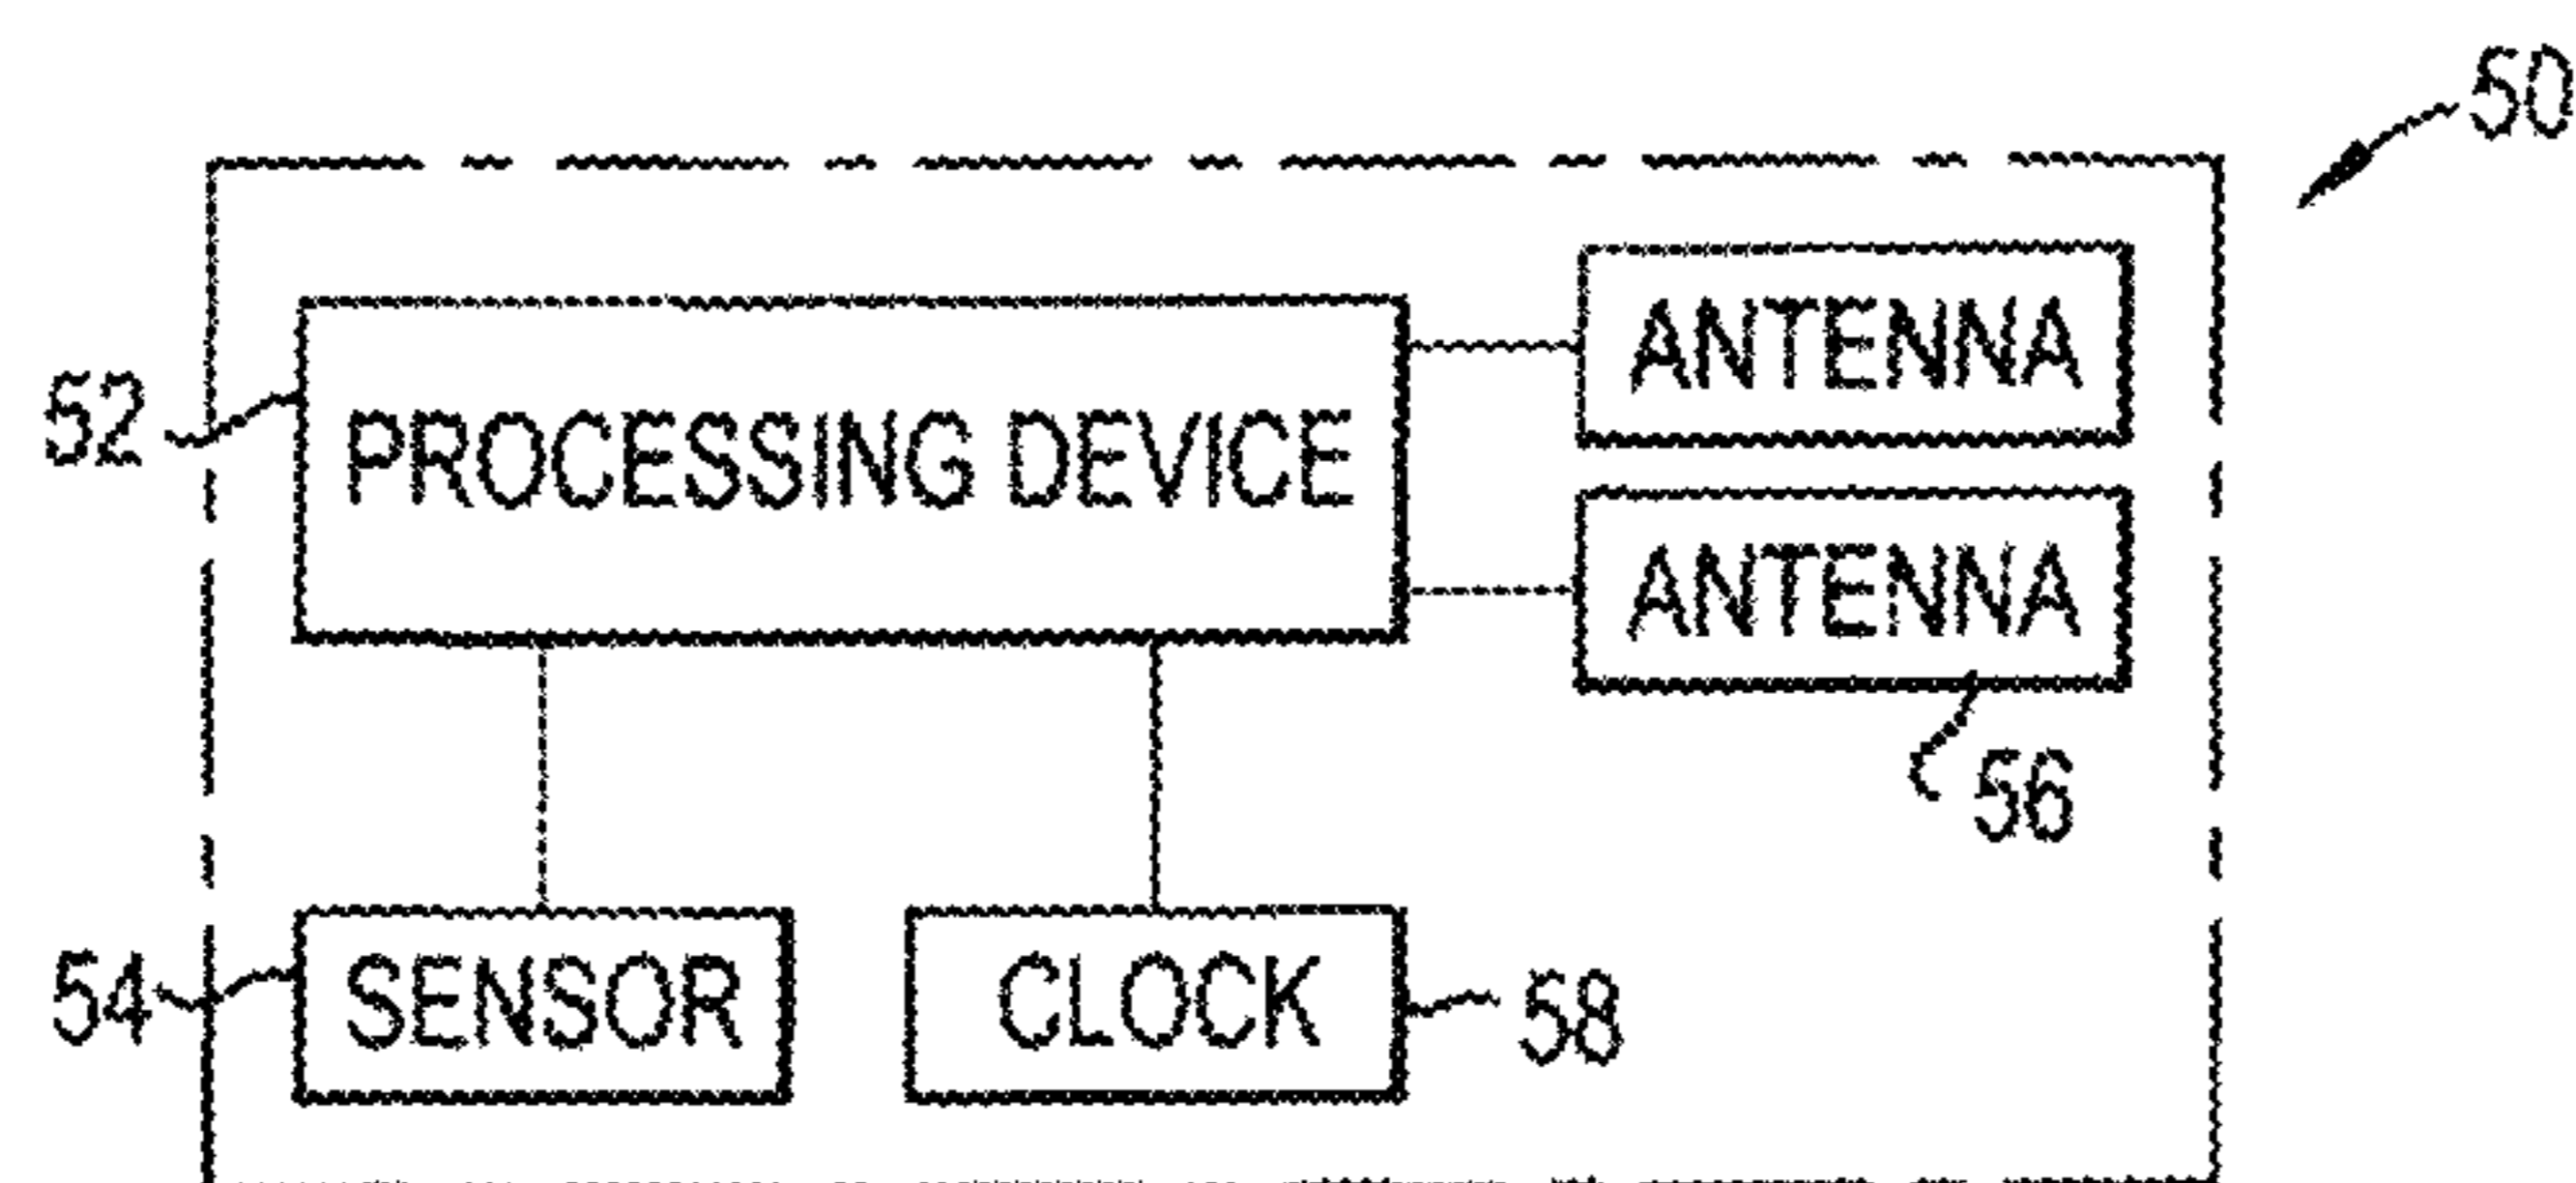 50
ANTENNA
52
PROCESSING DEVICE
ANTENNA
56
54
SENSOR
CLOCK
58